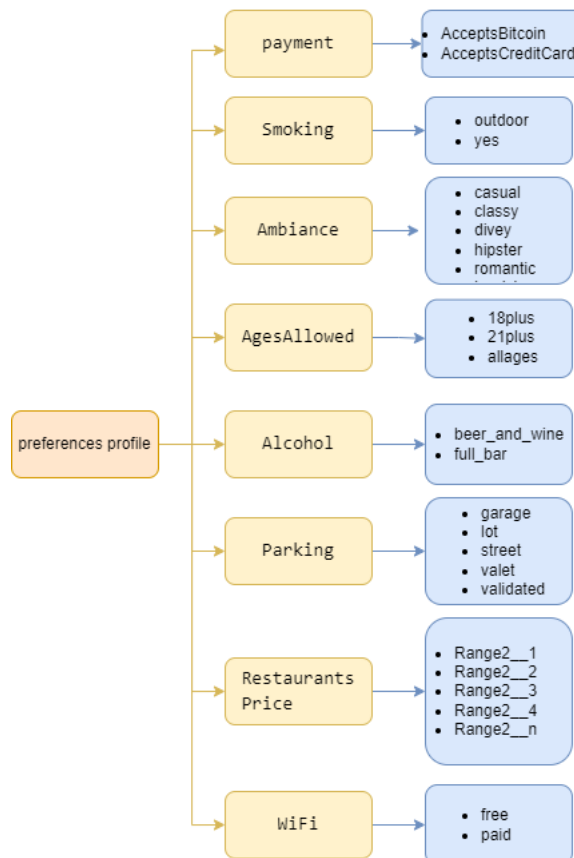 payment
AcceptsBitcoin
AcceptsCreditCard
Smoking
outdoor
yes
Ambiance
casual
classy
divey
hipster
romantic
AgesAllowed
18plus
21plus
allages
preferences profile
Alcohol
beer_and_wine
full_bar
Parking
garage
lot
street
valet
validated
Restaurants
Price
Range2__1
Range2__2
Range2__3
Range2__4
Range2__n
WiFi
free
paid